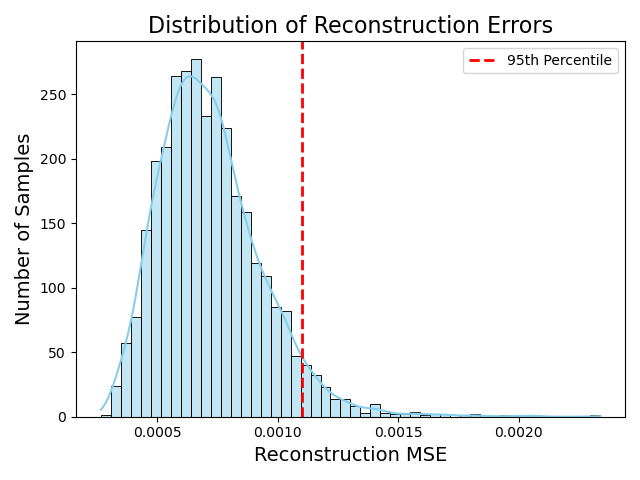 Distribution of Reconstruction Errors
95th Percentile
Number of Samples
250
200
150
100
50
0
0.0005 0.0010 0.0015 0.0020
Reconstruction MSE